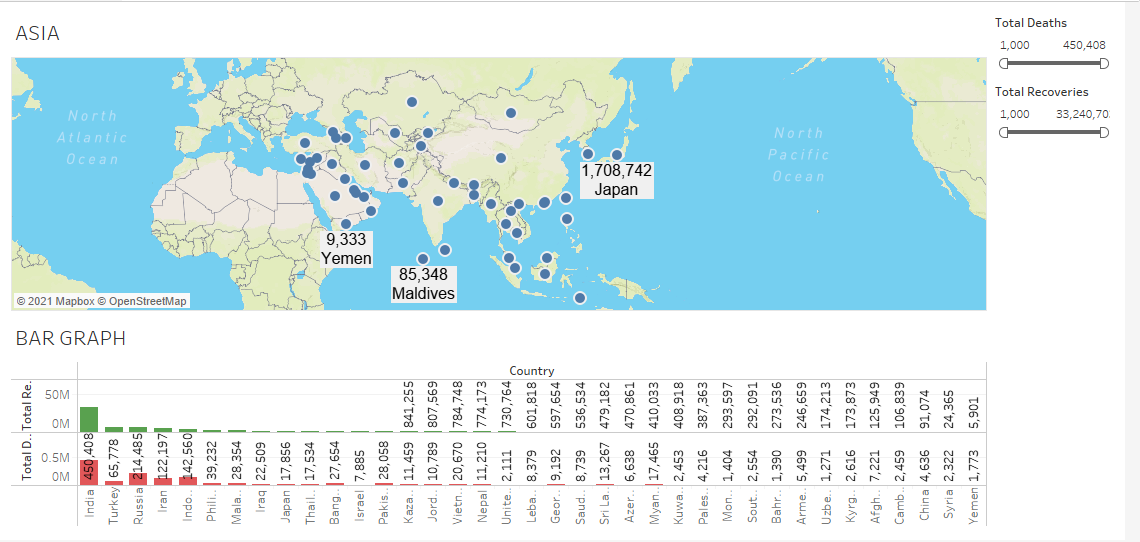 ASIA
Total Deaths
1,000 450,408
Total Recoveries
1,000 33,240,70.
North
Atlantic
Ocean
North
Pacific
Ocean
1,708,742
Japan
9,333
Yemen
85,348
Maldives
© 2021 Mapbox © OpenStreetMap
BAR GRAPH
Country
Total Re.
50M
0M
841,255
807,569
784,748
774,173
730,764
601,818
597,654
536,534
479,182
470,861
410,033
408,918
387,363
293,597
292,091
273,536
246,659
174,213
173,873
125,949
106,839
91,074
24,365
5,901
Total D..
0.5M
0M
450,408
65,778
214,485
122,197
142,560
39,232
28,354
22,509
17,856
17,534
27,654
7,885
28,058
11,459
10,789
20,670
11,210
2,111
8,379
9,192
8,739
13,267
6,638
17,465
2,453
4,216
1,404
2,554
1,390
5,499
1,271
2,616
7,221
2,459
4,636
2,322
1,773
India
Turkey
Russia
Iran
Indo..
Phili..
Mala..
Iraq
Japan
Thail..
Bang..
Israel
Pakis..
Kaza..
Jord..
Vietn..
Nepal
Unite..
Leba..
Geor..
Saud..
Sri La..
Azer..
Myan..
Kuwa..
Pales..
Mon..
Sout..
Bahr..
Arme..
Uzbe..
Kyrg..
Afgh..
Camb..
China
Syria
Yemen